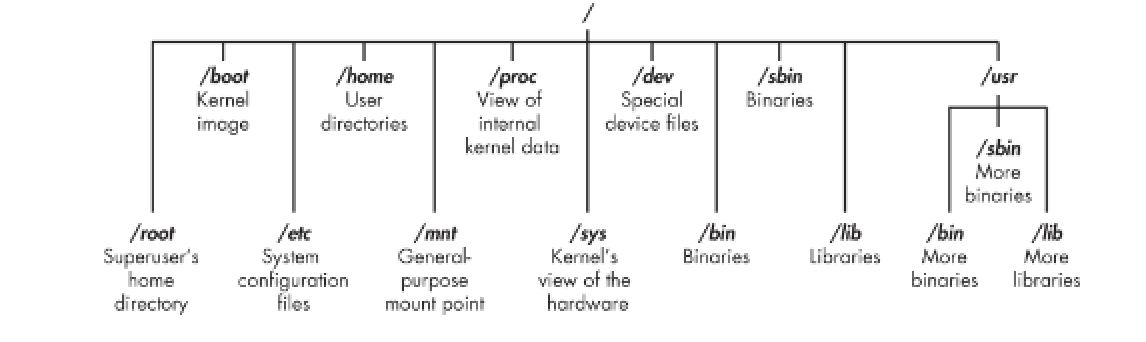 /
/boot
Kernel
image
/home
User
directories
/proc
View of
internal
kernel data
/dev
Special
device files
/sbin
Binaries
/usr
/sbin
More
binaries
/root
Superuser's
home
directory
/etc
System
configuration
files
/mnt
General-
purpose
mount point
/sys
Kernel's
view of the
hardware
/bin
Binaries
/lib
Libraries
/bin
More
binaries
/lib
More
libraries